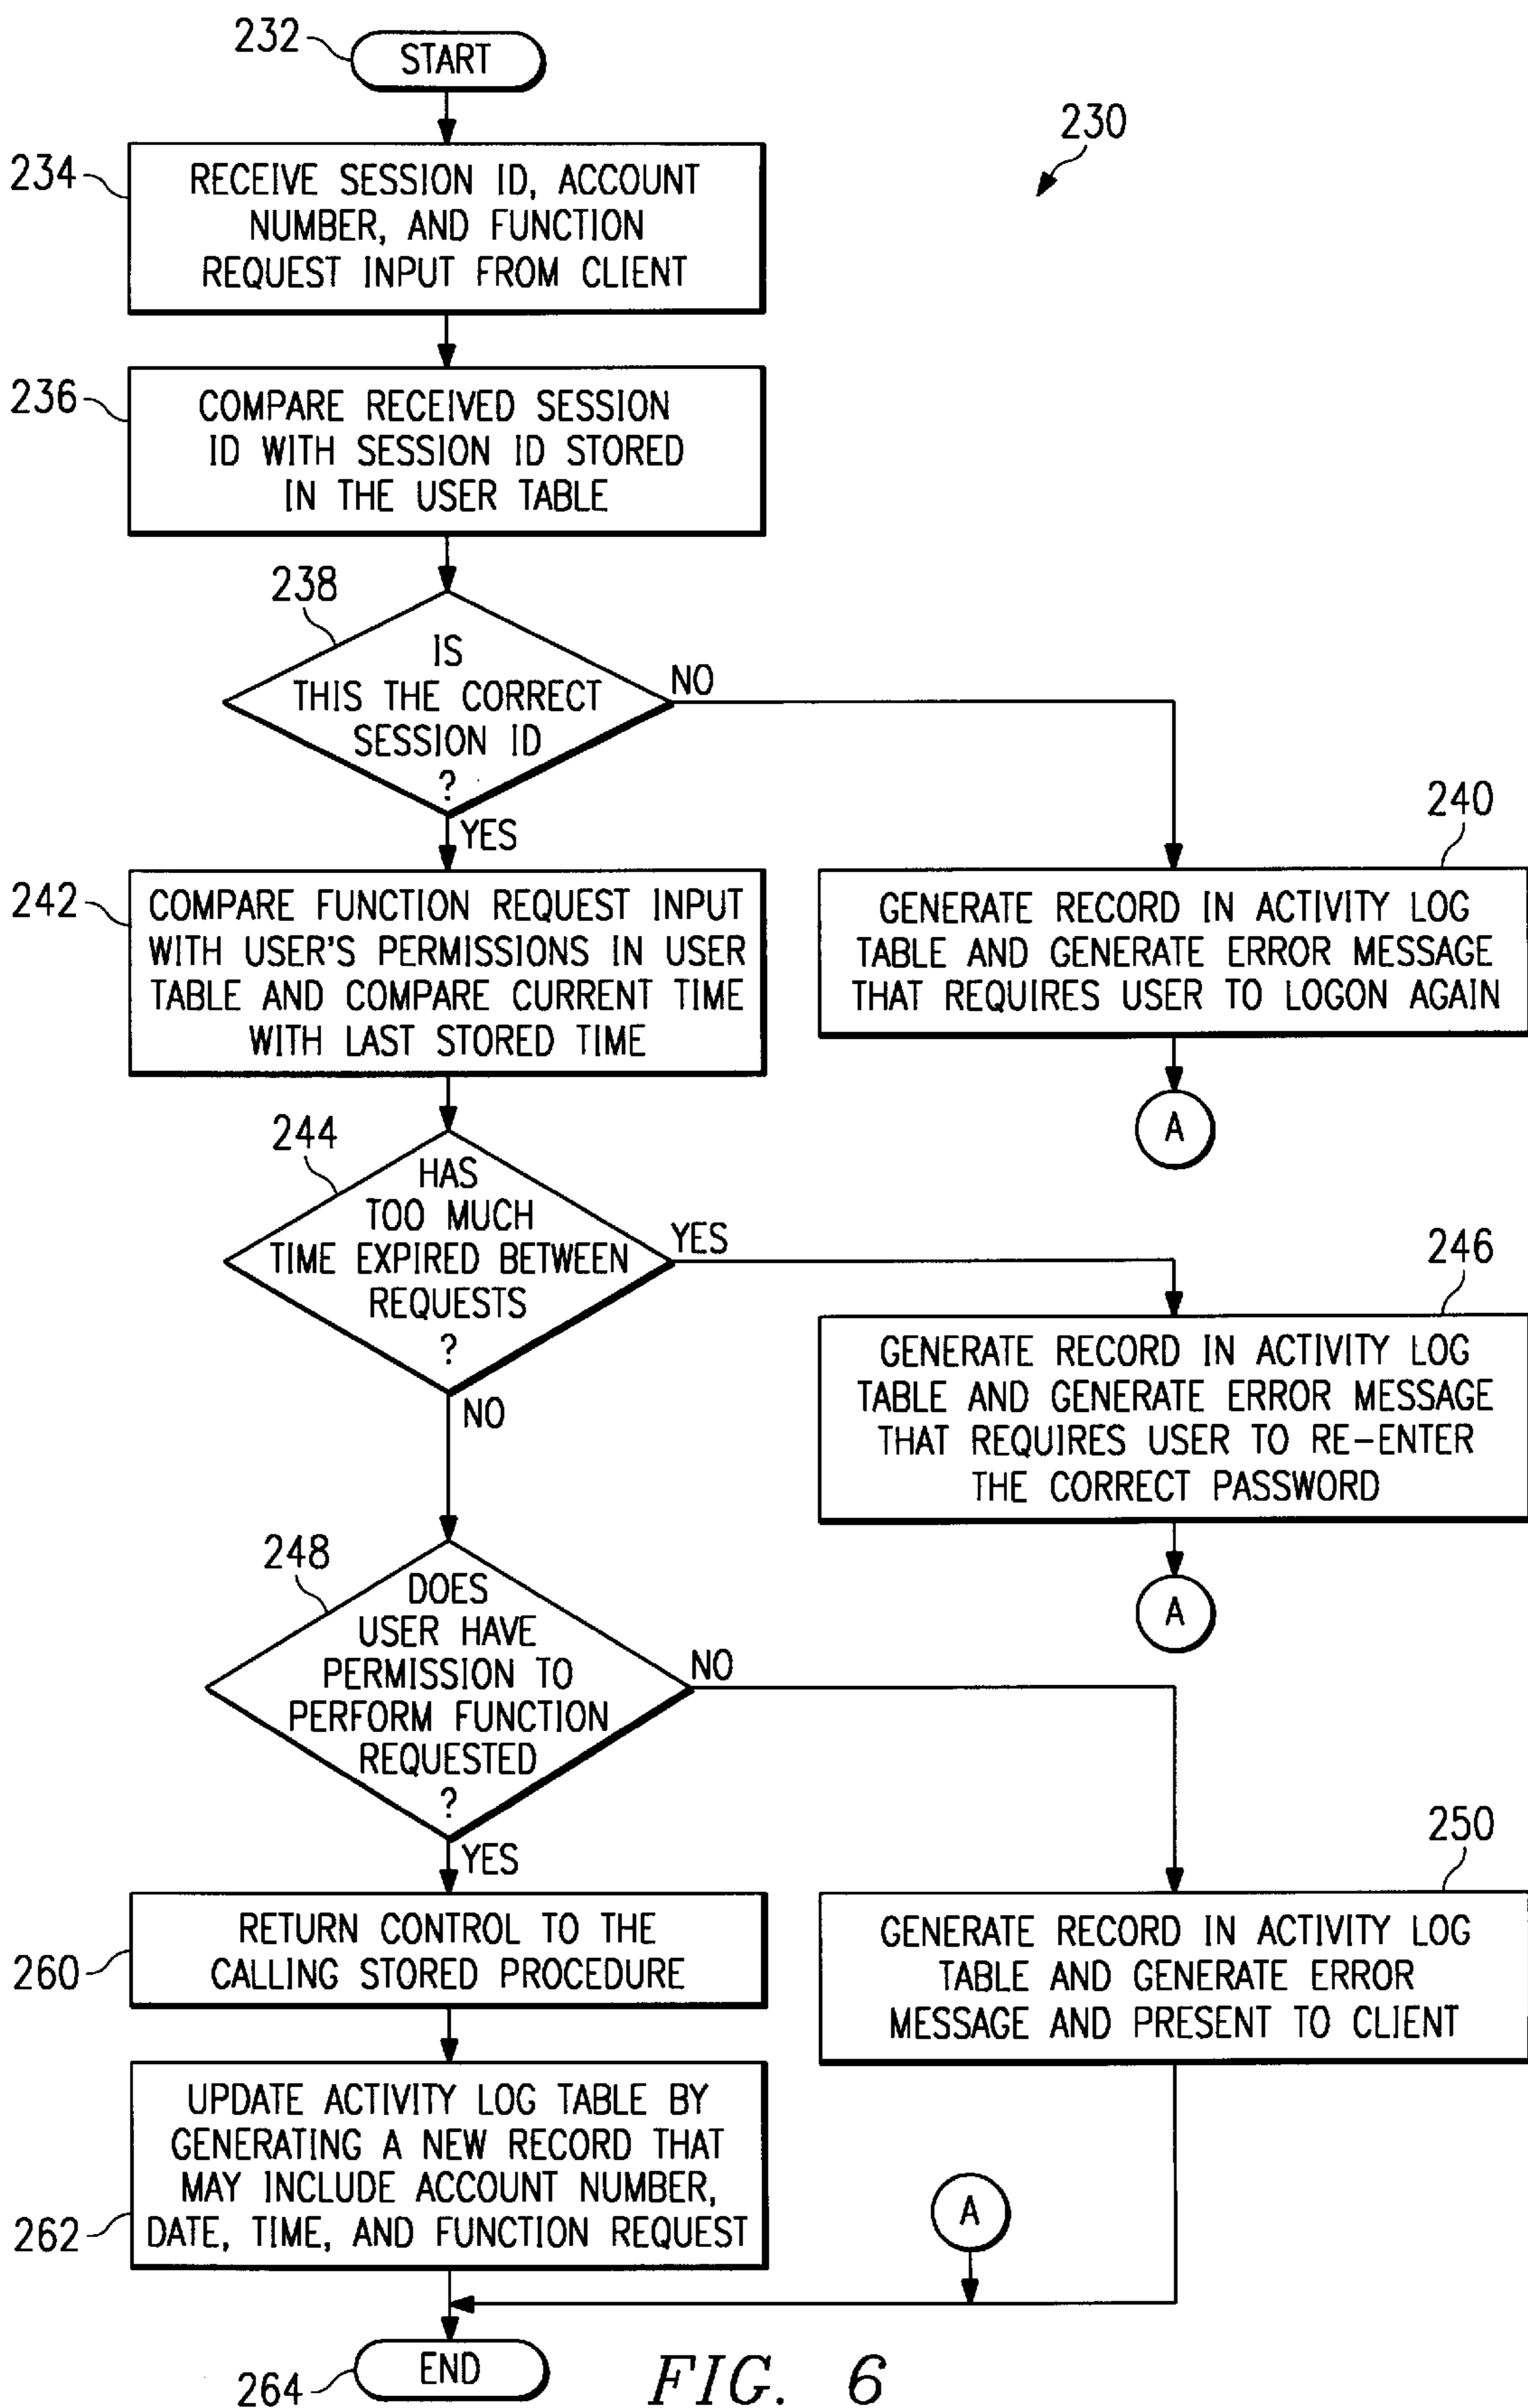 232
START
230
234
RECEIVE SESSION ID, ACCOUNT
NUMBER, AND FUNCTION
REQUEST INPUT FROM CLIENT
236
COMPARE RECEIVED SESSION
ID WITH SESSION ID STORED
IN THE USER TABLE
238
IS
THIS THE CORRECT
SESSION ID
?
NO
YES
240
GENERATE RECORD IN ACTIVITY LOG
TABLE AND GENERATE ERROR MESSAGE
THAT REQUIRES USER TO LOGON AGAIN
A
242
COMPARE FUNCTION REQUEST INPUT
WITH USER'S PERMISSIONS IN USER
TABLE AND COMPARE CURRENT TIME
WITH LAST STORED TIME
244
HAS
TOO MUCH
TIME EXPIRED BETWEEN
REQUESTS
?
YES
NO
246
GENERATE RECORD IN ACTIVITY LOG
TABLE AND GENERATE ERROR MESSAGE
THAT REQUIRES USER TO RE-ENTER
THE CORRECT PASSWORD
A
248
DOES
USER HAVE
PERMISSION TO
PERFORM FUNCTION
REQUESTED
?
NO
YES
250
GENERATE RECORD IN ACTIVITY LOG
TABLE AND GENERATE ERROR
MESSAGE AND PRESENT TO CLIENT
260
RETURN CONTROL TO THE
CALLING STORED PROCEDURE
262
UPDATE ACTIVITY LOG TABLE BY
GENERATING A NEW RECORD THAT
MAY INCLUDE ACCOUNT NUMBER,
DATE, TIME, AND FUNCTION REQUEST
A
264
END
FIG. 6